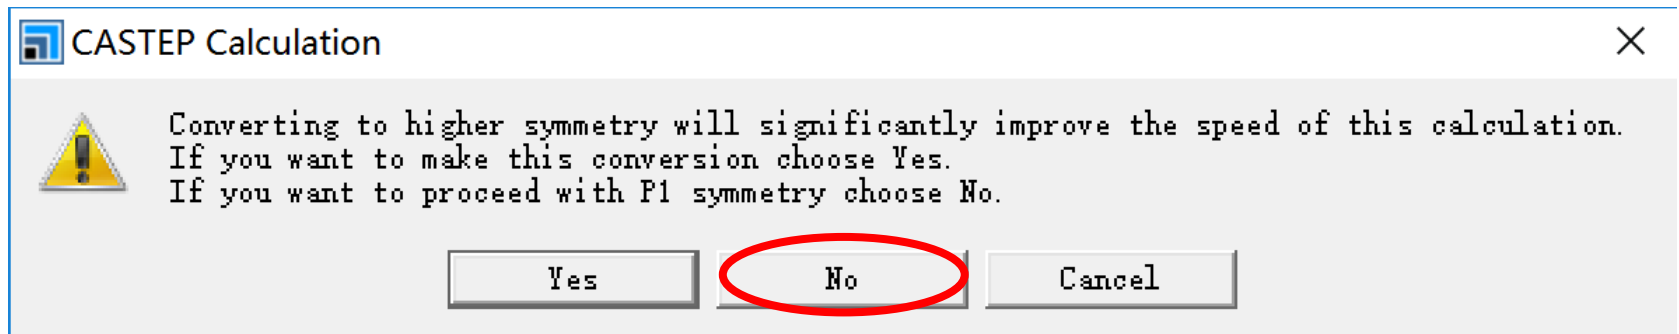 CASTEP Calculation
Converting to higher symmetry will significantly improve the speed of this calculation.
If you want to make this conversion choose Yes.
If you want to proceed with P1 symmetry choose No.
Yes
No
Cancel